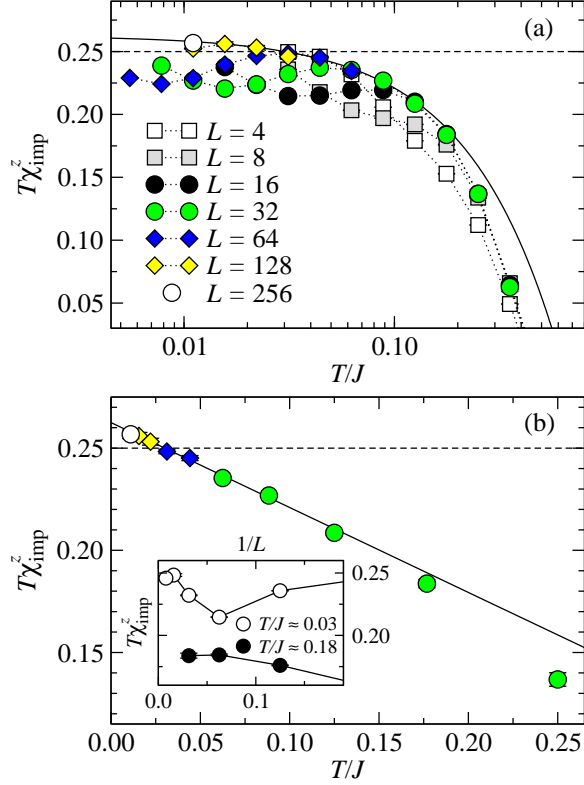 (a)
0.25
0.20
0.15
0.10
0.05
Tχ^z_imp
L = 4
L = 8
L = 16
L = 32
L = 64
L = 128
L = 256
0.01
0.10
T/J
(b)
0.25
0.20
0.15
Tχ^z_imp
1/L
Tχ^z_imp
0.25
0.20
T/J ≈ 0.03
T/J ≈ 0.18
0.0
0.1
0.00
0.05
0.10
0.15
0.20
0.25
T/J